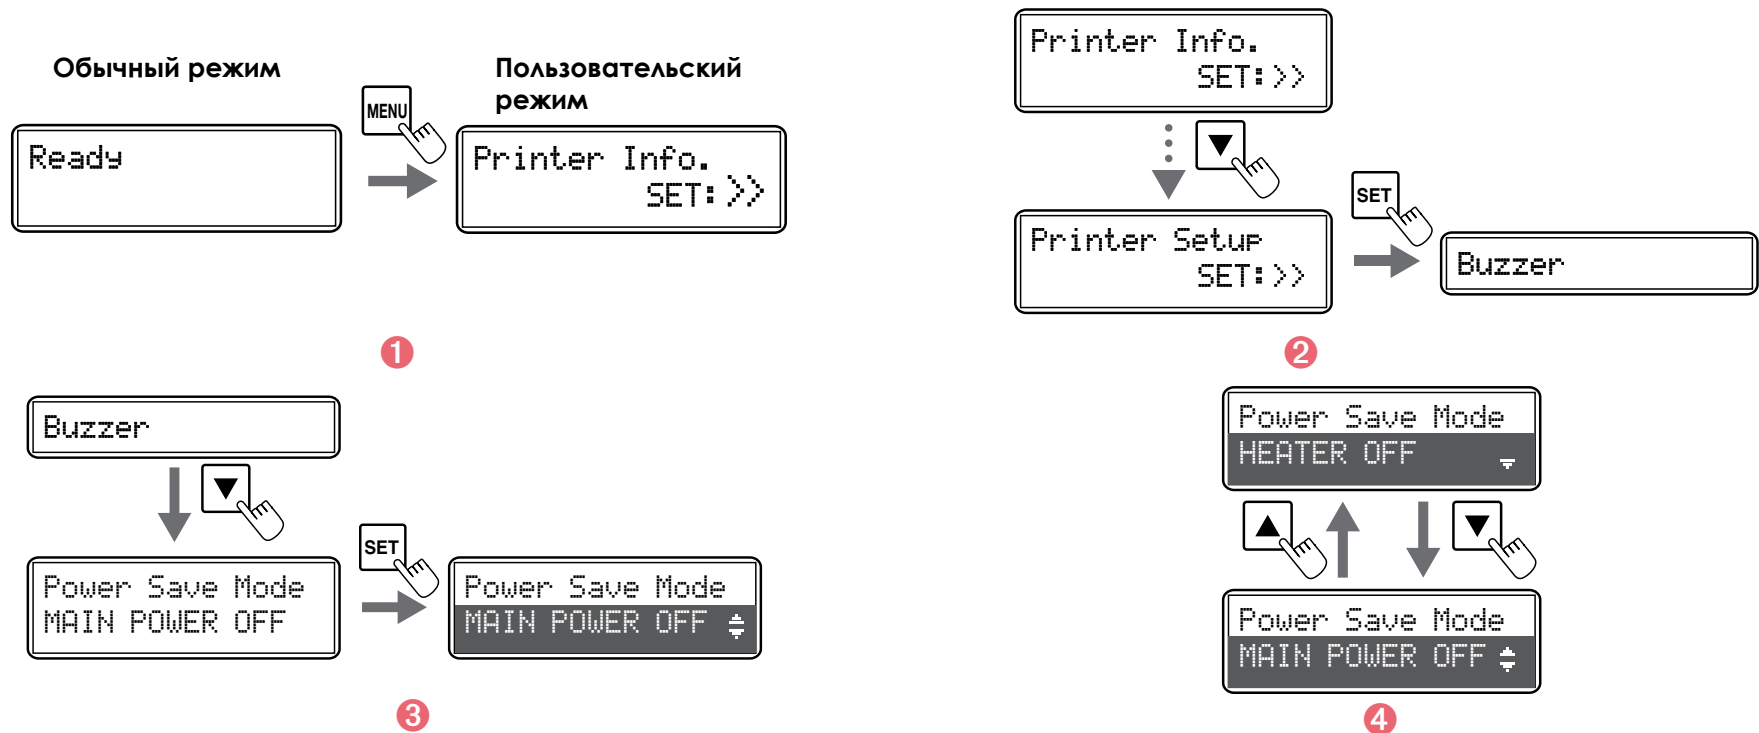 Обычный режим
Ready
MENU
Пользовательский
режим
Printer Info.
SET:>>
1
Printer Info.
SET:>>
Printer Setup
SET:>>
SET
Buzzer
2
Buzzer
Power Save Mode
MAIN POWER OFF
SET
Power Save Mode
MAIN POWER OFF
3
Power Save Mode
HEATER OFF
Power Save Mode
MAIN POWER OFF
4